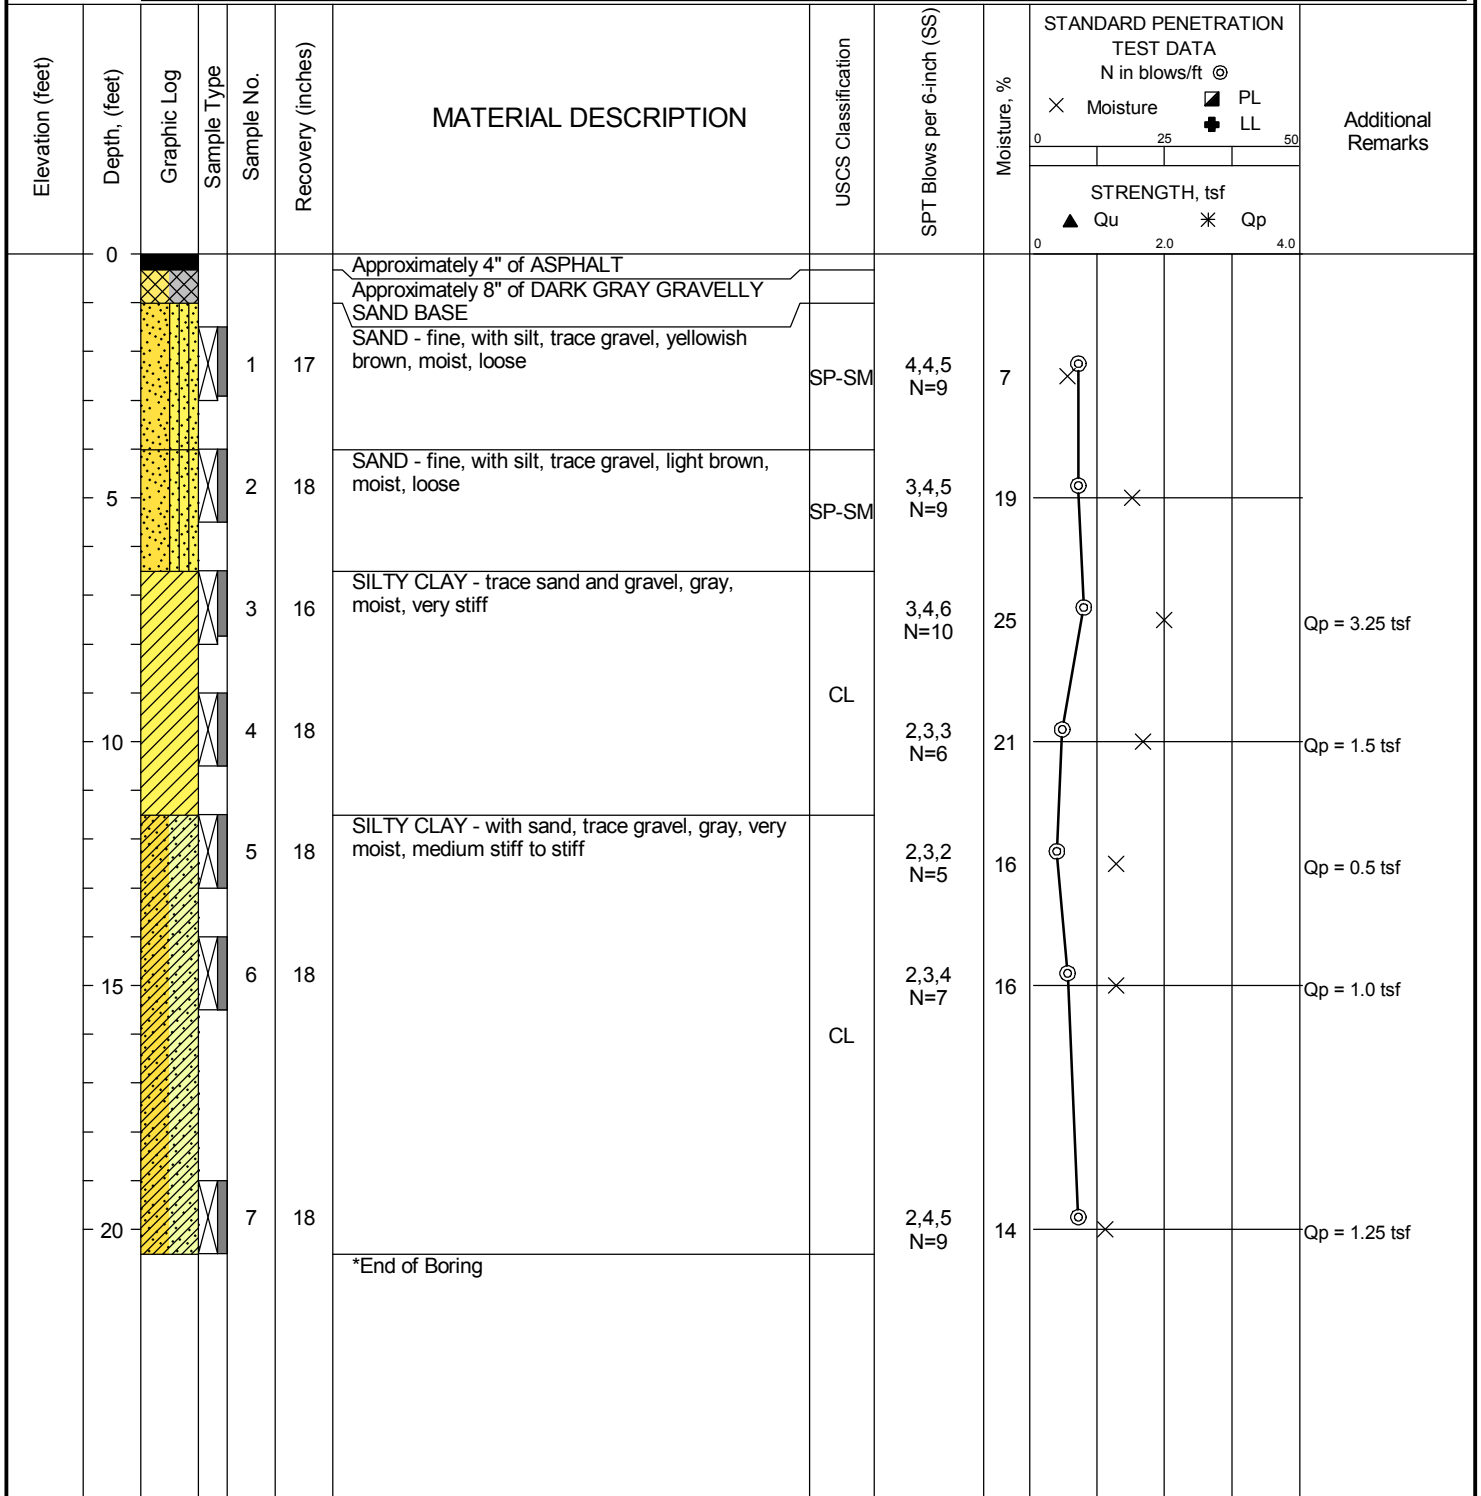 Elevation (feet)
Depth, (feet)
Graphic Log
Sample Type
Sample No.
Recovery (inches)
MATERIAL DESCRIPTION
USCS Classification
SPT Blows per 6-inch (SS)
Moisture, %
STANDARD PENETRATION
TEST DATA
N in blows/ft
Moisture
PL
LL
0 25 50
STRENGTH, tsf
Qu Qp
0 2.0 4.0
Additional
Remarks
0
Approximately 4" of ASPHALT
Approximately 8" of DARK GRAY GRAVELLY
SAND BASE
SAND - fine, with silt, trace gravel, yellowish
brown, moist, loose
1 17
SP-SM
4,4,5
N=9
7
SAND - fine, with silt, trace gravel, light brown,
moist, loose
5
2 18
SP-SM
3,4,5
N=9
19
SILTY CLAY - trace sand and gravel, gray,
moist, very stiff
3 16
3,4,6
N=10
25
Qp = 3.25 tsf
CL
10
4 18
2,3,3
N=6
21
Qp = 1.5 tsf
SILTY CLAY - with sand, trace gravel, gray, very
moist, medium stiff to stiff
5 18
2,3,2
N=5
16
Qp = 0.5 tsf
15
6 18
2,3,4
N=7
16
Qp = 1.0 tsf
CL
20
7 18
2,4,5
N=9
14
Qp = 1.25 tsf
*End of Boring